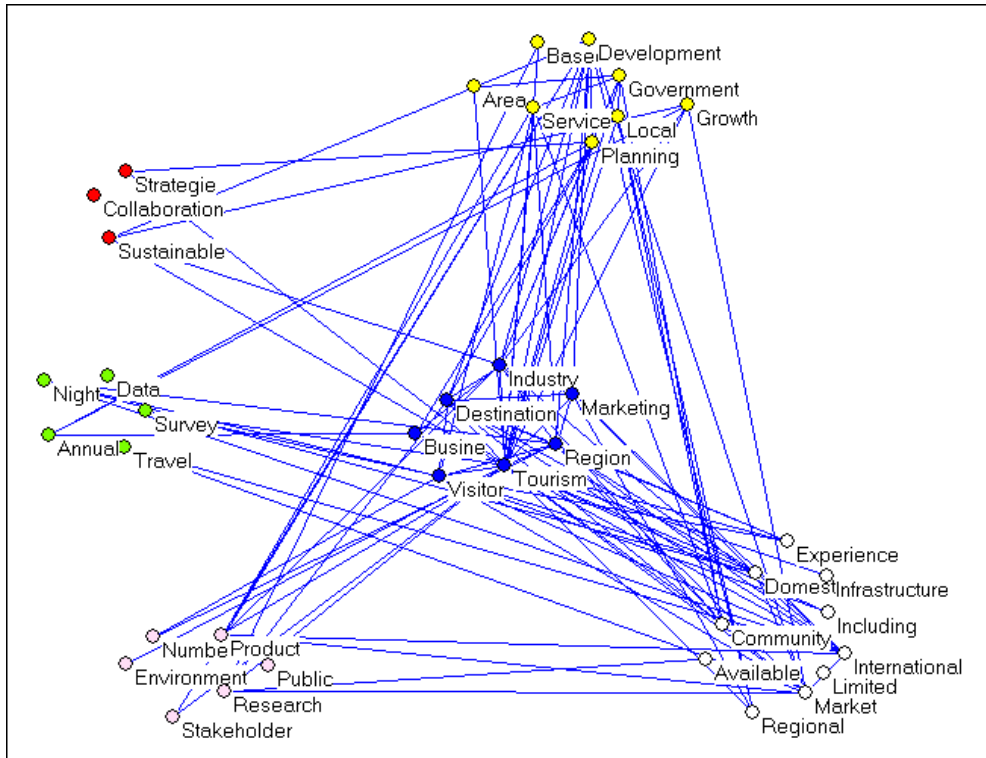 Basei
Development
Government
Area
Service
Local
Growth
Planning
Strategie
Collaboration
Sustainable
Industry
Night
Data
Destination
Marketing
Survey
Annual
Busine
Region
Travel
Tourism
Visitor
Experience
Domest
Infrastructure
Including
Community
Numbe
Product
International
Environment
Public
Available
Limited
Research
Market
Regional
Stakeholder